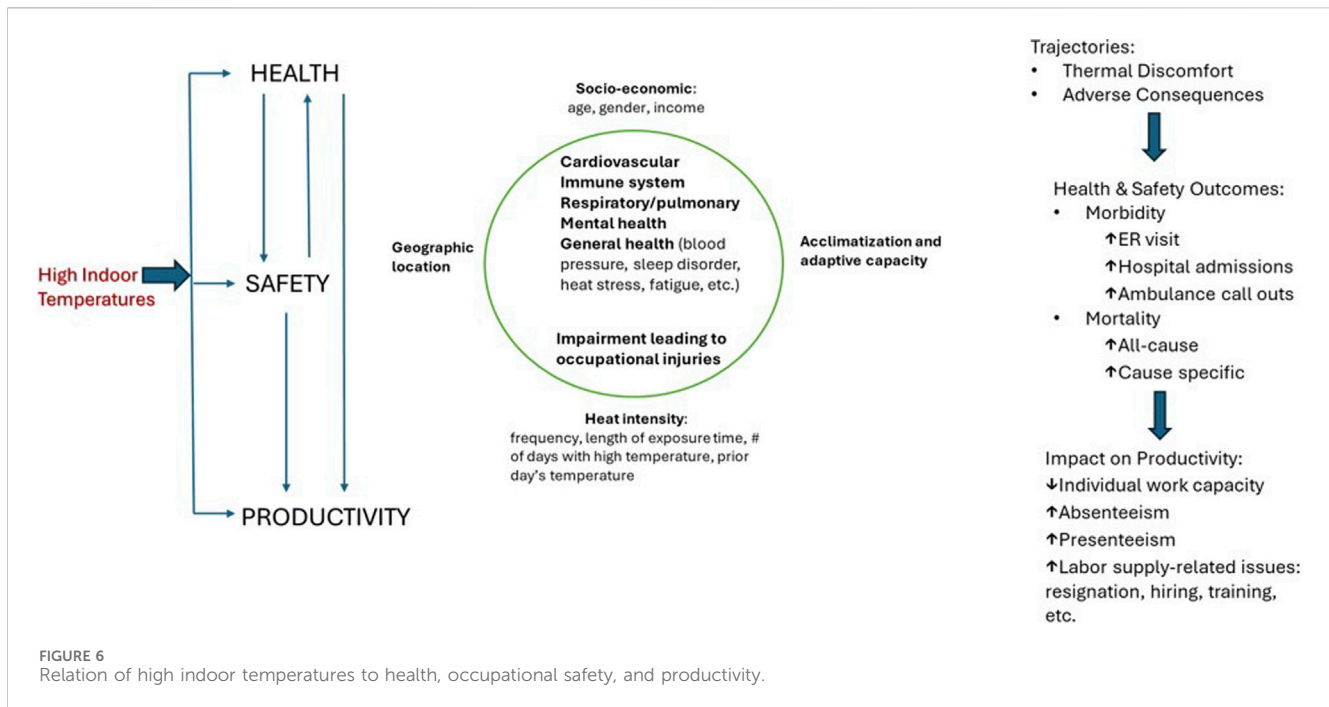 HEALTH
High Indoor
Temperatures
SAFETY
PRODUCTIVITY
Socio-economic:
age, gender, income
Geographic
location
Cardiovascular
Immune system
Respiratory/pulmonary
Mental health
General health (blood
pressure, sleep disorder,
heat stress, fatigue, etc.)
Impairment leading to
occupational injuries
Acclimatization and
adaptive capacity
Heat intensity:
frequency, length of exposure time, #
of days with high temperature, prior
day's temperature
Trajectories:
• Thermal Discomfort
• Adverse Consequences
Health & Safety Outcomes:
• Morbidity
↑ER visit
↑Hospital admissions
↑Ambulance call outs
• Mortality
↑All-cause
↑Cause specific
Impact on Productivity:
↓Individual work capacity
↑Absenteeism
↑Presenteeism
↑Labor supply-related issues:
resignation, hiring, training,
etc.
FIGURE 6
Relation of high indoor temperatures to health, occupational safety, and productivity.